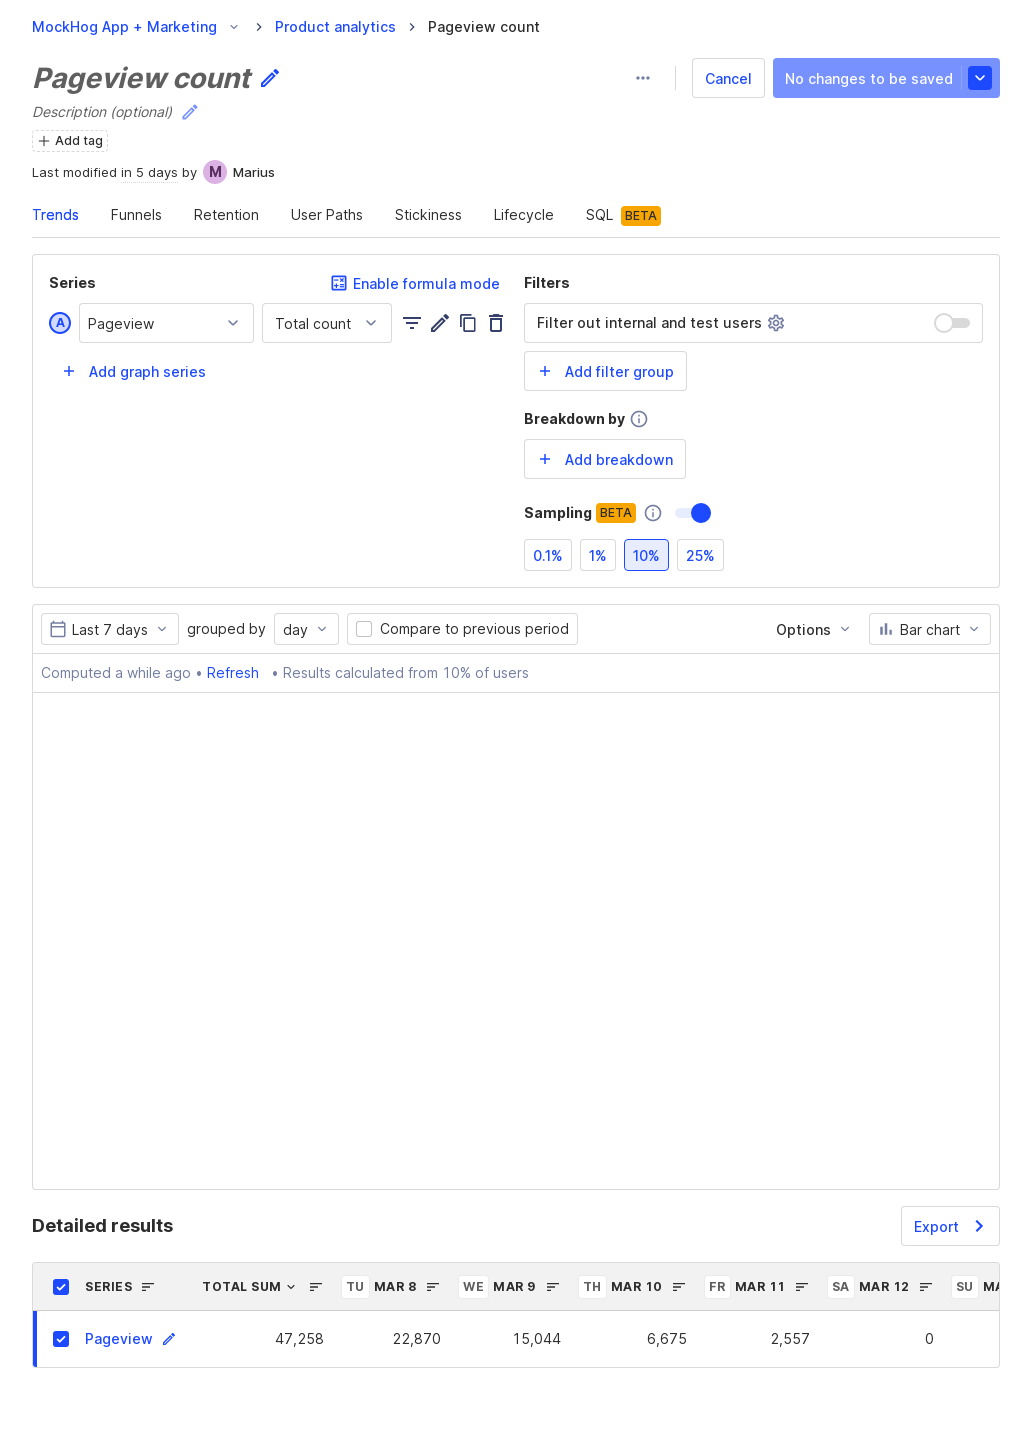 MockHog App + Marketing > Product analytics > Pageview count
Pageview count
Cancel
No changes to be saved
Description (optional)
Add tag
Last modified in 5 days by M Marius
Trends Funnels Retention User Paths Stickiness Lifecycle SQL BETA
Series
Enable formula mode
A Pageview Total count
+ Add graph series
Filters
Filter out internal and test users
+ Add filter group
Breakdown by
+ Add breakdown
Sampling BETA
0.1% 1% 10% 25%
Last 7 days grouped by day Compare to previous period Options Bar chart
Computed a while ago • Refresh • Results calculated from 10% of users
Detailed results
Export
SERIES TOTAL SUM TU MAR 8 WE MAR 9 TH MAR 10 FR MAR 11 SA MAR 12 SU
Pageview 47,258 22,870 15,044 6,675 2,557 0